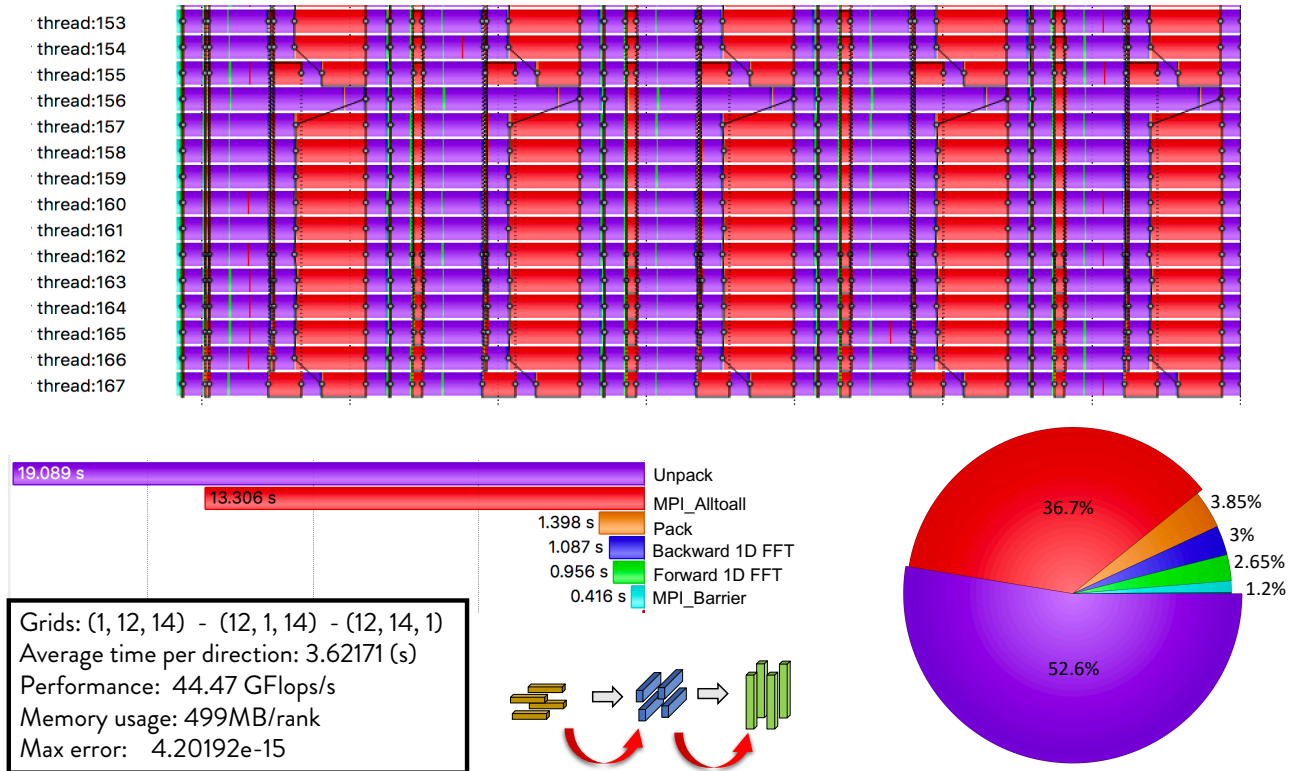 thread:153
thread:154
thread:155
thread:156
thread:157
thread:158
thread:159
thread:160
thread:161
thread:162
thread:163
thread:164
thread:165
thread:166
thread:167
19.089 s Unpack
13.306 s MPI_Alltoall
1.398 s Pack
1.087 s Backward 1D FFT
0.956 s Forward 1D FFT
0.416 s MPI_Barrier
36.7%
3.85%
3%
2.65%
1.2%
52.6%
Grids: (1, 12, 14) - (12, 1, 14) - (12, 14, 1)
Average time per direction: 3.62171 (s)
Performance: 44.47 GFlops/s
Memory usage: 499MB/rank
Max error: 4.20192e-15